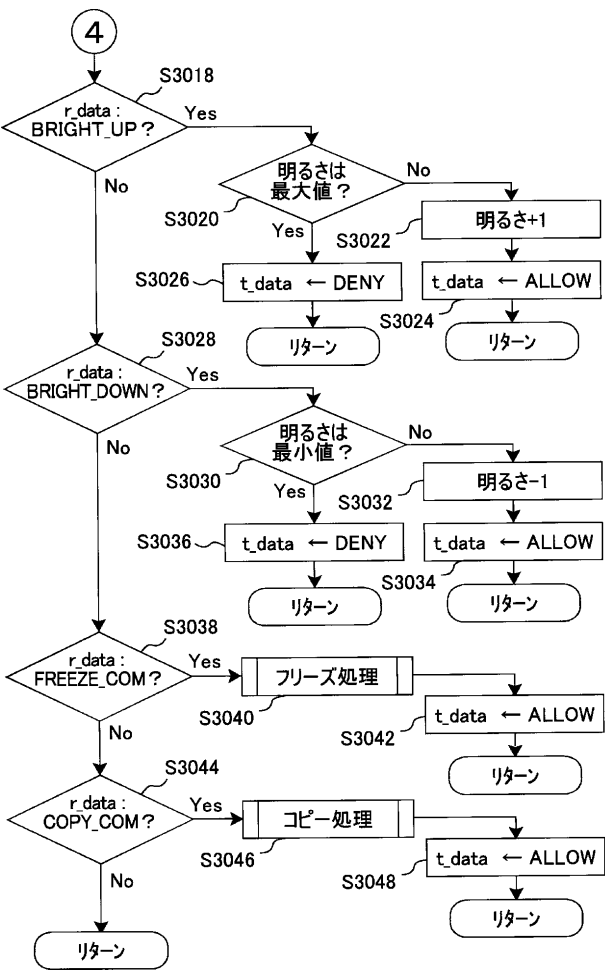 4
S3018
r_data :
BRIGHT_UP ?
Yes
No
明るさは
最大値 ?
S3020
No
Yes
S3022
明るさ+1
S3026
t_data ← DENY
t_data ← ALLOW
S3024
リターン
リターン
S3028
r_data :
BRIGHT_DOWN ?
Yes
No
明るさは
最小値 ?
S3030
No
Yes
S3032
明るさ−1
S3036
t_data ← DENY
t_data ← ALLOW
S3034
リターン
リターン
S3038
r_data :
FREEZE_COM ?
Yes
フリーズ処理
S3040
No
S3042
t_data ← ALLOW
リターン
S3044
r_data :
COPY_COM ?
Yes
コピー処理
S3046
No
S3048
t_data ← ALLOW
リターン
リターン